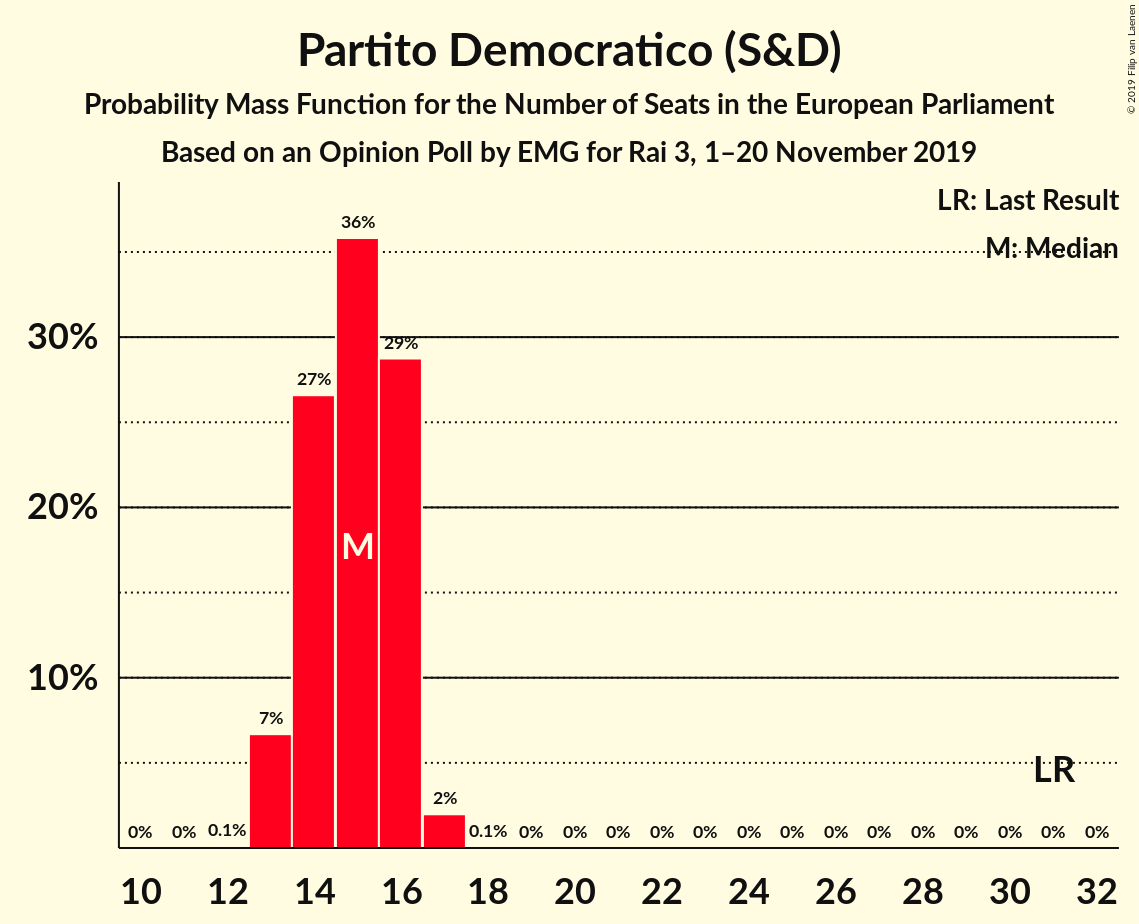 Partito Democratico (S&D)
Probability Mass Function for the Number of Seats in the European Parliament
Based on an Opinion Poll by EMG for Rai 3, 1–20 November 2019
© 2019 Filip van Laenen
LR: Last Result
M: Median
30%
20%
10%
0% 0% 0.1% 7% 27% 36% 29% 2% 0.1% 0% 0% 0% 0% 0% 0% 0% 0% 0% 0% 0% 0% 0% 0%
M
LR
10 12 14 16 18 20 22 24 26 28 30 32